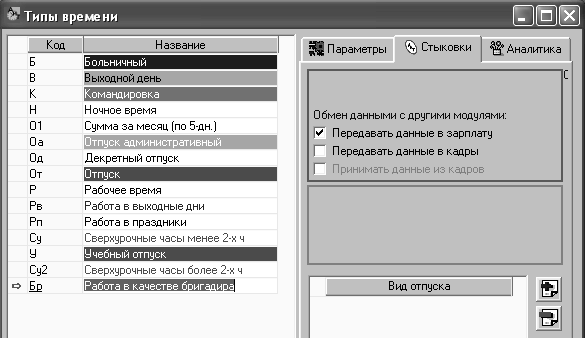 Типы времени
Код Название
Б Больничный
В Выходной день
К Командировка
Н Ночное время
О1 Сумма за месяц (по 5-дн.)
Оа Отпуск административный
Од Декретный отпуск
От Отпуск
Р Рабочее время
Рв Работа в выходные дни
Рп Работа в праздники
Су Сверхурочные часы менее 2-х ч
У Учебный отпуск
Су2 Сверхурочные часы более 2-х ч
Бр Работа в качестве бригадира
Параметры Стыковки Аналитика
С
Обмен данными с другими модулями:
Передавать данные в зарплату
Передавать данные в кадры
Принимать данные из кадров
Вид отпуска